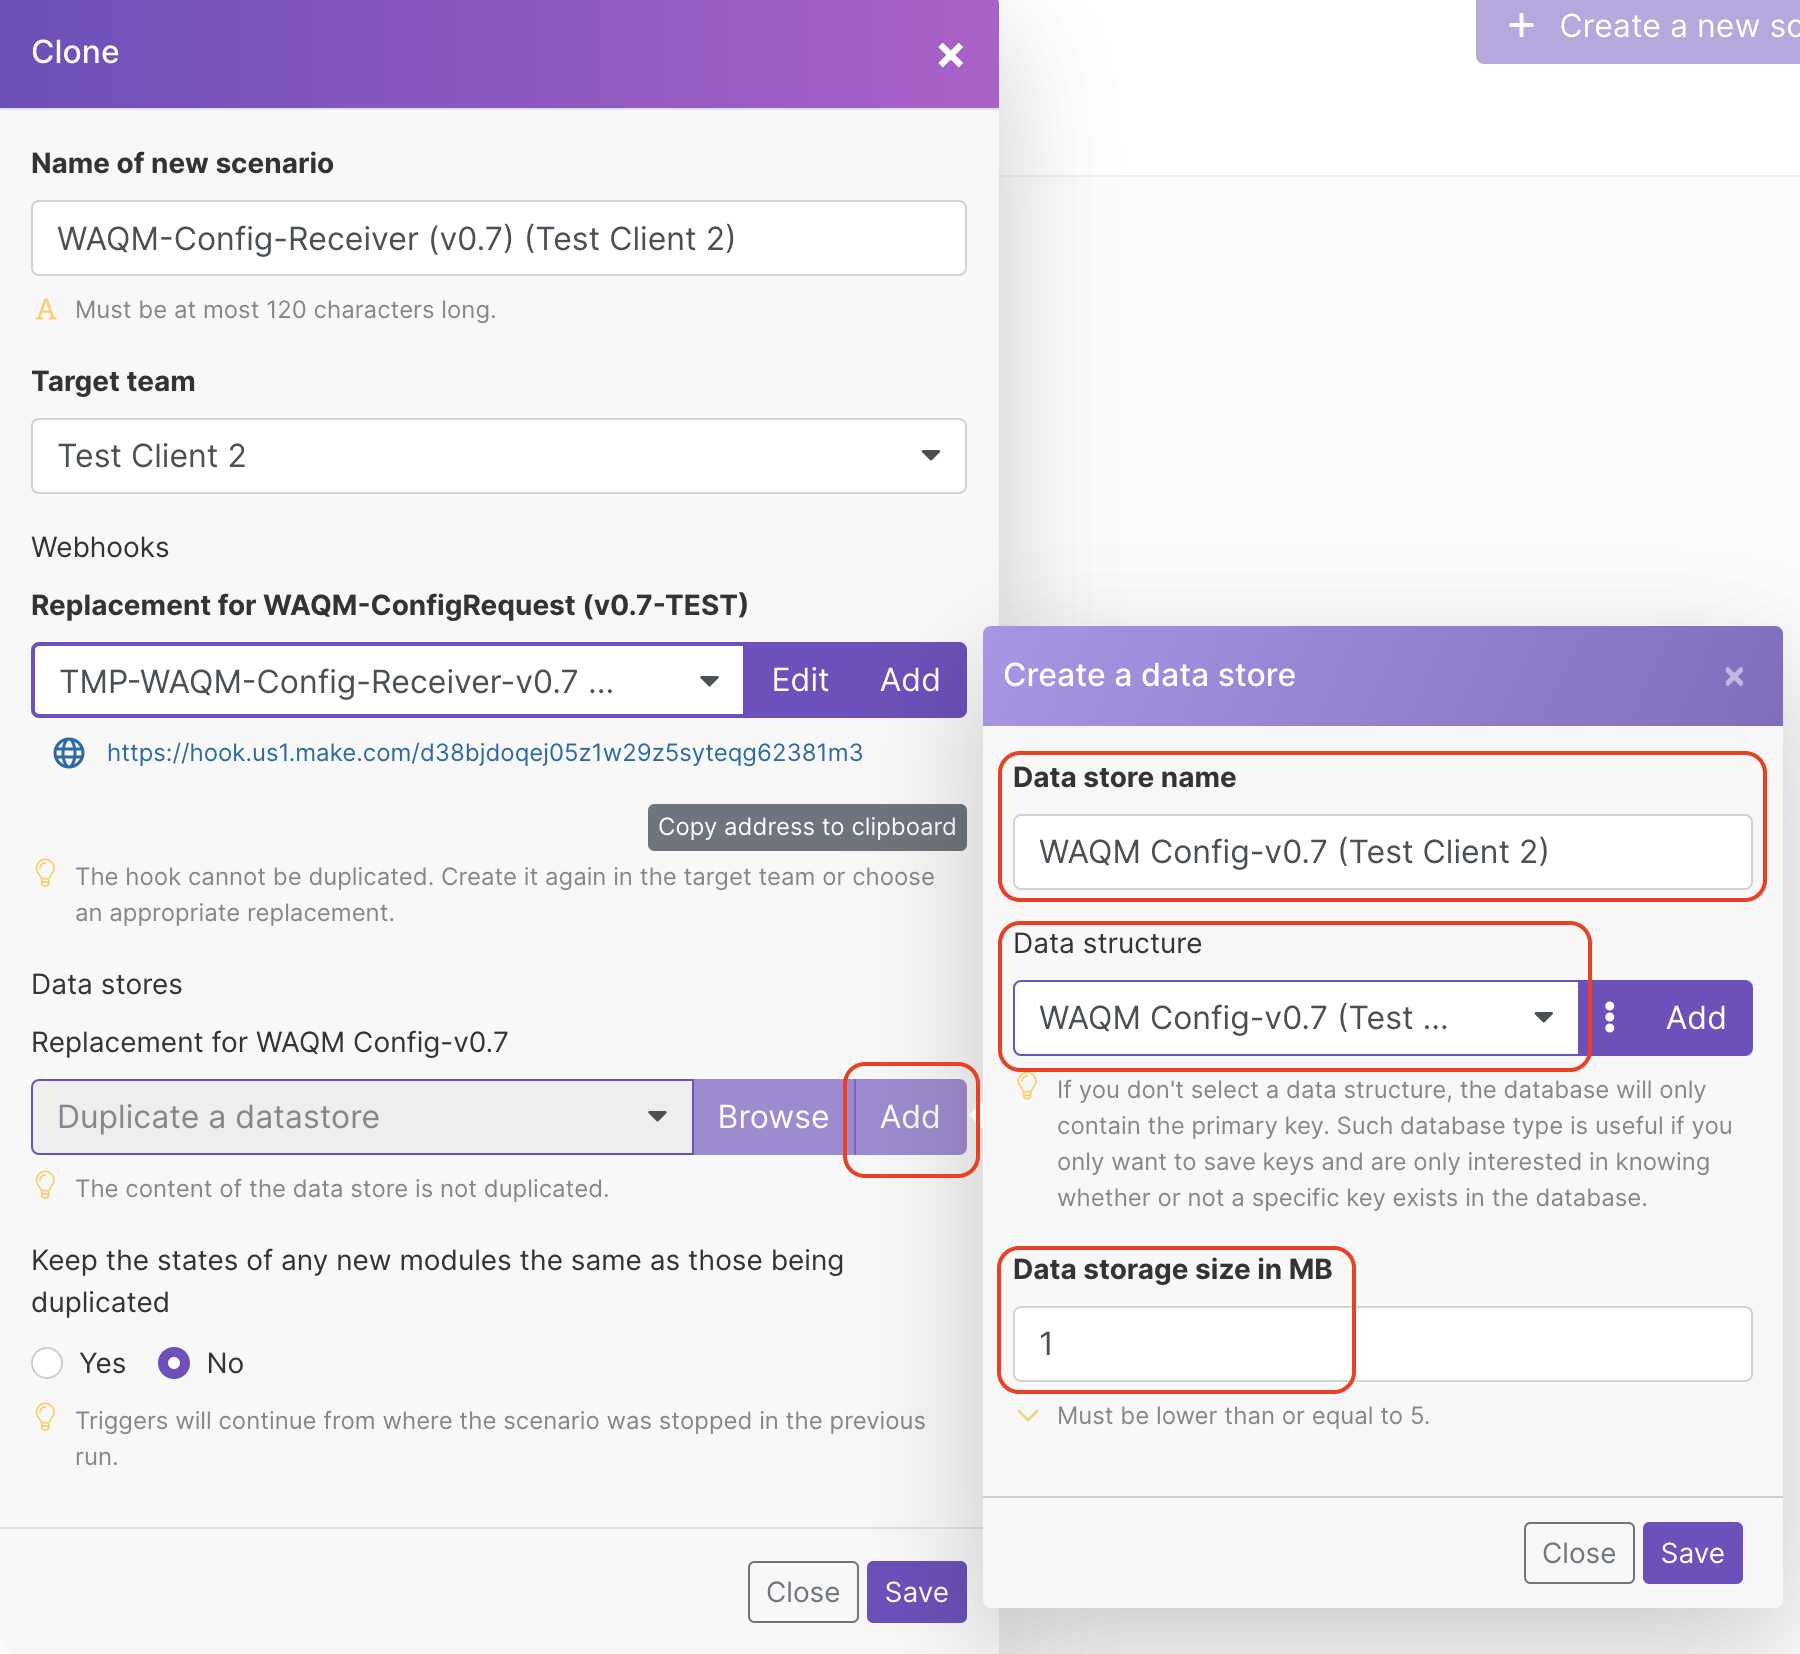 Clone
+ Create a new sc
Name of new scenario
WAQM-Config-Receiver (v0.7) (Test Client 2)
A Must be at most 120 characters long.
Target team
Test Client 2
Webhooks
Replacement for WAQM-ConfigRequest (v0.7-TEST)
TMP-WAQM-Config-Receiver-v0.7 ...
Edit Add
https://hook.us1.make.com/d38bjdoqej05z1w29z5syteqg62381m3
Copy address to clipboard
The hook cannot be duplicated. Create it again in the target team or choose
an appropriate replacement.
Data stores
Replacement for WAQM Config-v0.7
Duplicate a datastore
Browse Add
The content of the data store is not duplicated.
Keep the states of any new modules the same as those being
duplicated
Yes No
Triggers will continue from where the scenario was stopped in the previous
run.
Close Save
Create a data store
Data store name
WAQM Config-v0.7 (Test Client 2)
Data structure
WAQM Config-v0.7 (Test ...
Add
If you don't select a data structure, the database will only
contain the primary key. Such database type is useful if you
only want to save keys and are only interested in knowing
whether or not a specific key exists in the database.
Data storage size in MB
1
Must be lower than or equal to 5.
Close Save